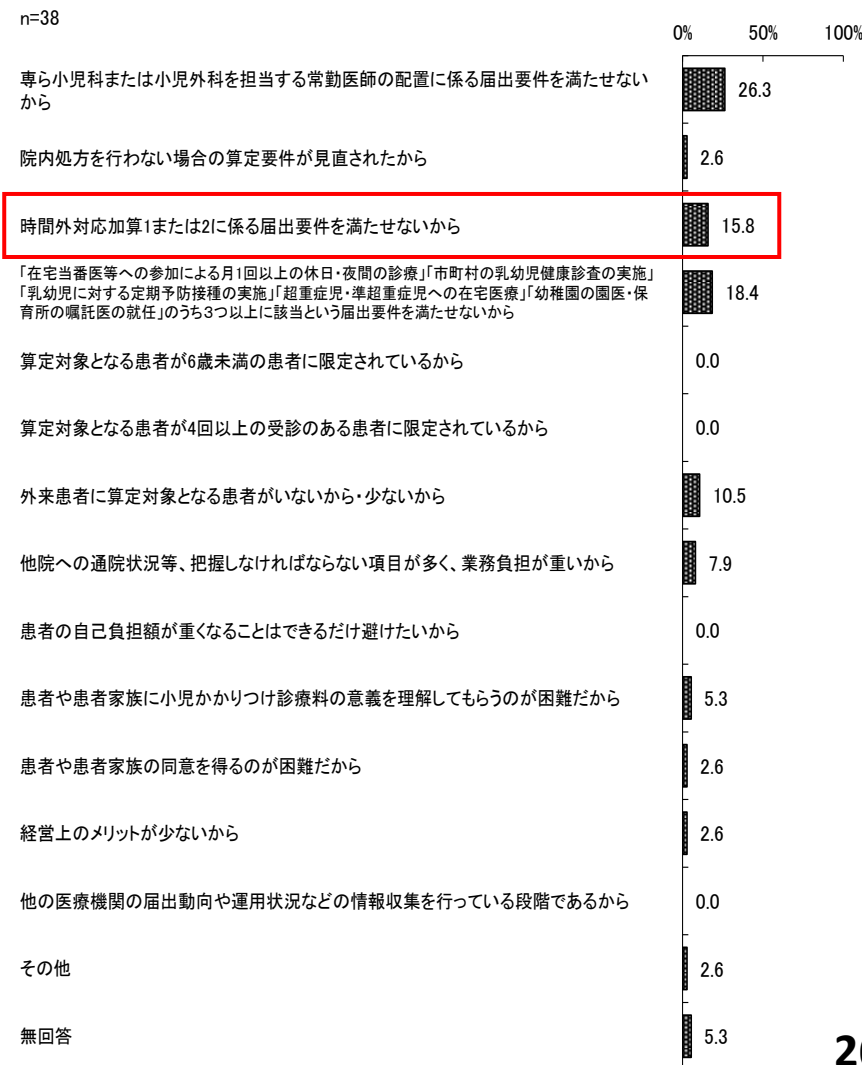 n=38
0% 50% 100%
専ら小児科または小児外科を担当する常勤医師の配置に係る届出要件を満たせない
から
26.3
院内処方を行わない場合の算定要件が見直されたから
2.6
時間外対応加算1または2に係る届出要件を満たせないから
15.8
「在宅当番医等への参加による月1回以上の休日・夜間の診療」「市町村の乳幼児健康診査の実施」
「乳幼児に対する定期予防接種の実施」「超重症児・準超重症児への在宅医療」「幼稚園の園医・保
育所の嘱託医の就任」のうち3つ以上に該当という届出要件を満たせないから
18.4
算定対象となる患者が6歳未満の患者に限定されているから
0.0
算定対象となる患者が4回以上の受診のある患者に限定されているから
0.0
外来患者に算定対象となる患者がいないから・少ないから
10.5
他院への通院状況等、把握しなければならない項目が多く、業務負担が重いから
7.9
患者の自己負担額が重くなることはできるだけ避けたいから
0.0
患者や患者家族に小児かかりつけ診療料の意義を理解してもらうのが困難だから
5.3
患者や患者家族の同意を得るのが困難だから
2.6
経営上のメリットが少ないから
2.6
他の医療機関の届出動向や運用状況などの情報収集を行っている段階であるから
0.0
その他
2.6
無回答
5.3